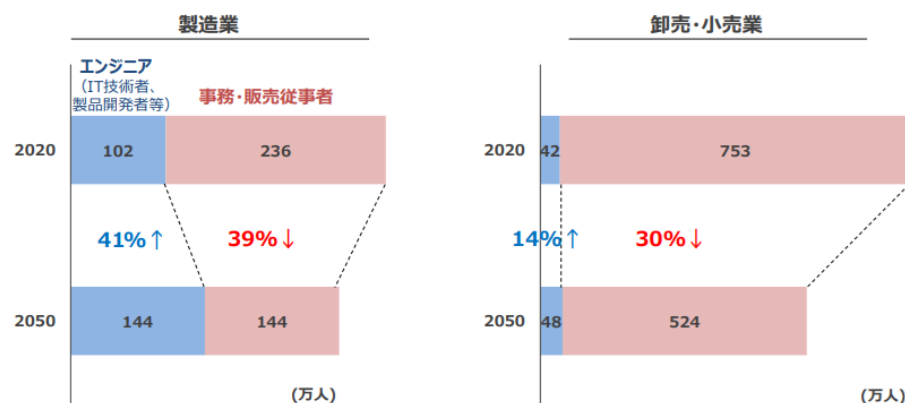 製造業
エンジニア
(IT技術者、
製品開発者等)
事務・販売従事者
2020
102
236
41%↑
39%↓
2050
144
144
(万人)
卸売・小売業
2020
42
753
14%↑
30%↓
2050
48
524
(万人)